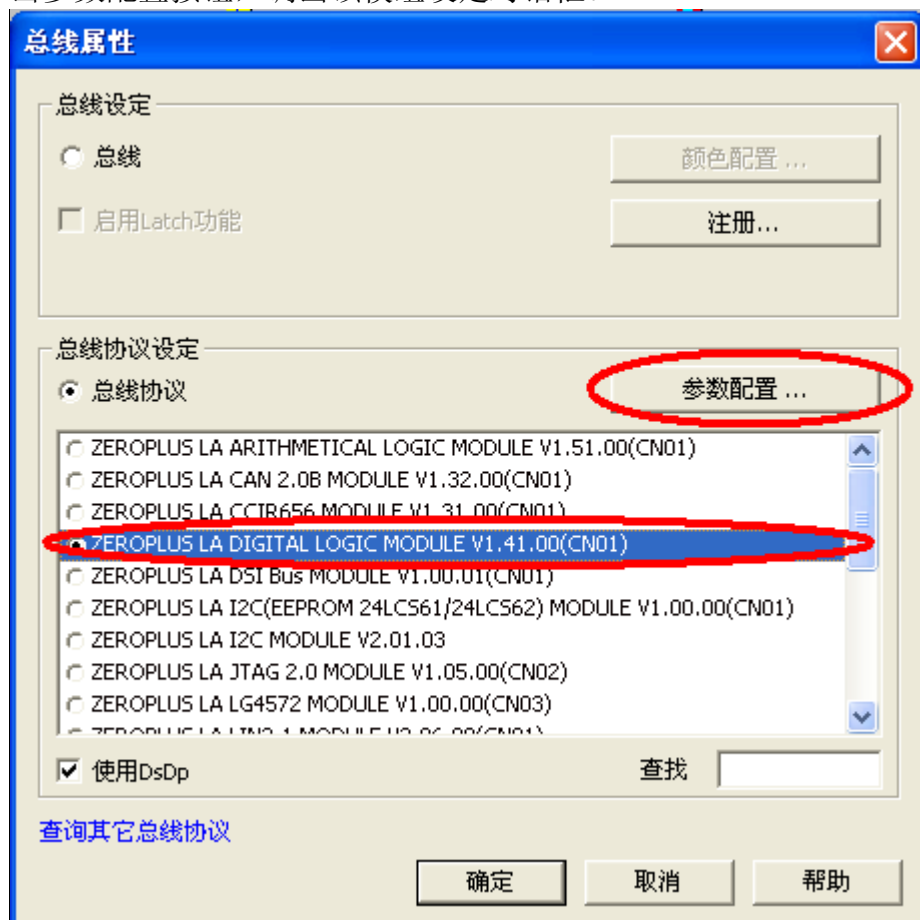 总线属性
总线设定
总线
颜色配置 ...
启用Latch功能
注册...
总线协议设定
总线协议
参数配置 ...
ZEROPLUS LA ARITHMETICAL LOGIC MODULE V1.51.00(CN01)
ZEROPLUS LA CAN 2.0B MODULE V1.32.00(CN01)
ZEROPLUS LA CCIR656 MODULE V1.31.00(CN01)
ZEROPLUS LA DIGITAL LOGIC MODULE V1.41.00(CN01)
ZEROPLUS LA DSI Bus MODULE V1.00.01(CN01)
ZEROPLUS LA I2C(EEPROM 24LCS61/24LCS62) MODULE V1.00.00(CN01)
ZEROPLUS LA I2C MODULE V2.01.03
ZEROPLUS LA JTAG 2.0 MODULE V1.05.00(CN02)
ZEROPLUS LA LG4572 MODULE V1.00.00(CN03)
使用DsDp
查找
查询其它总线协议
确定
取消
帮助